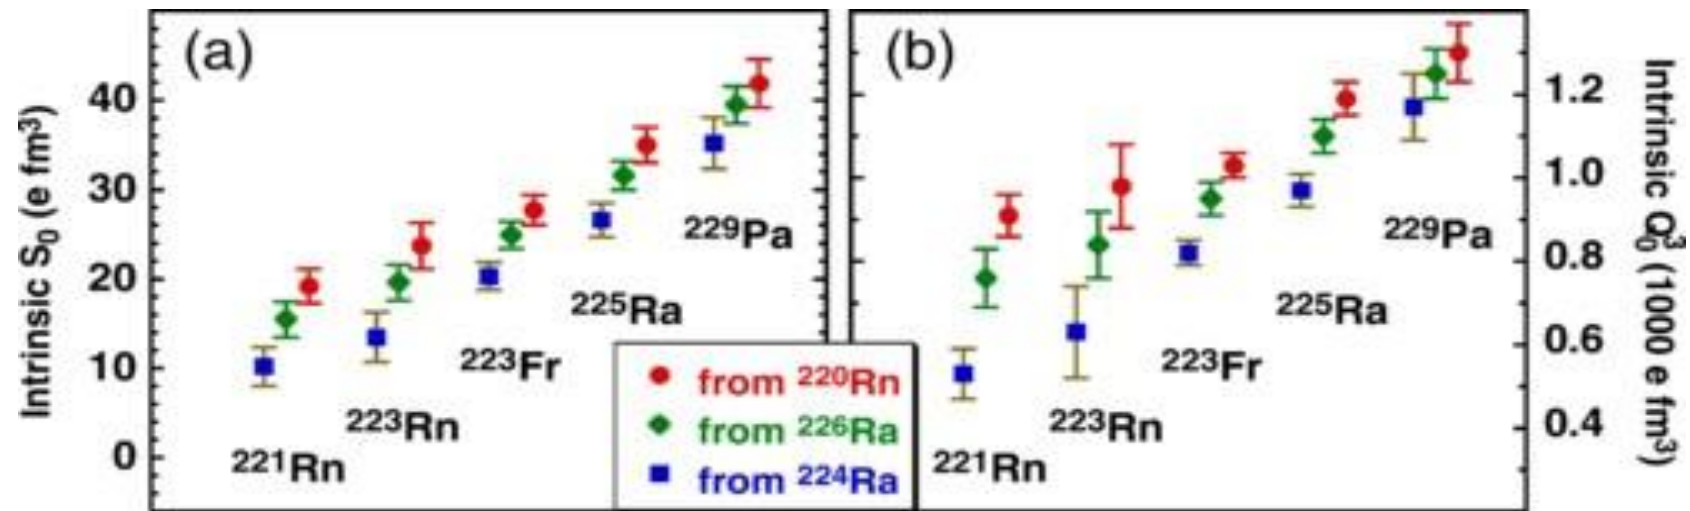 Intrinsic S₀ (e fm³)
40
30
20
10
0
(a)
²²¹Rn
²²³Rn
²²³Fr
²²⁵Ra
²²⁹Pa
from ²²⁰Rn
from ²²⁶Ra
from ²²⁴Ra
(b)
²²¹Rn
²²³Rn
²²³Fr
²²⁵Ra
²²⁹Pa
1.2
1.0
0.8
0.6
0.4
Intrinsic Q₀³ (1000 e fm³)